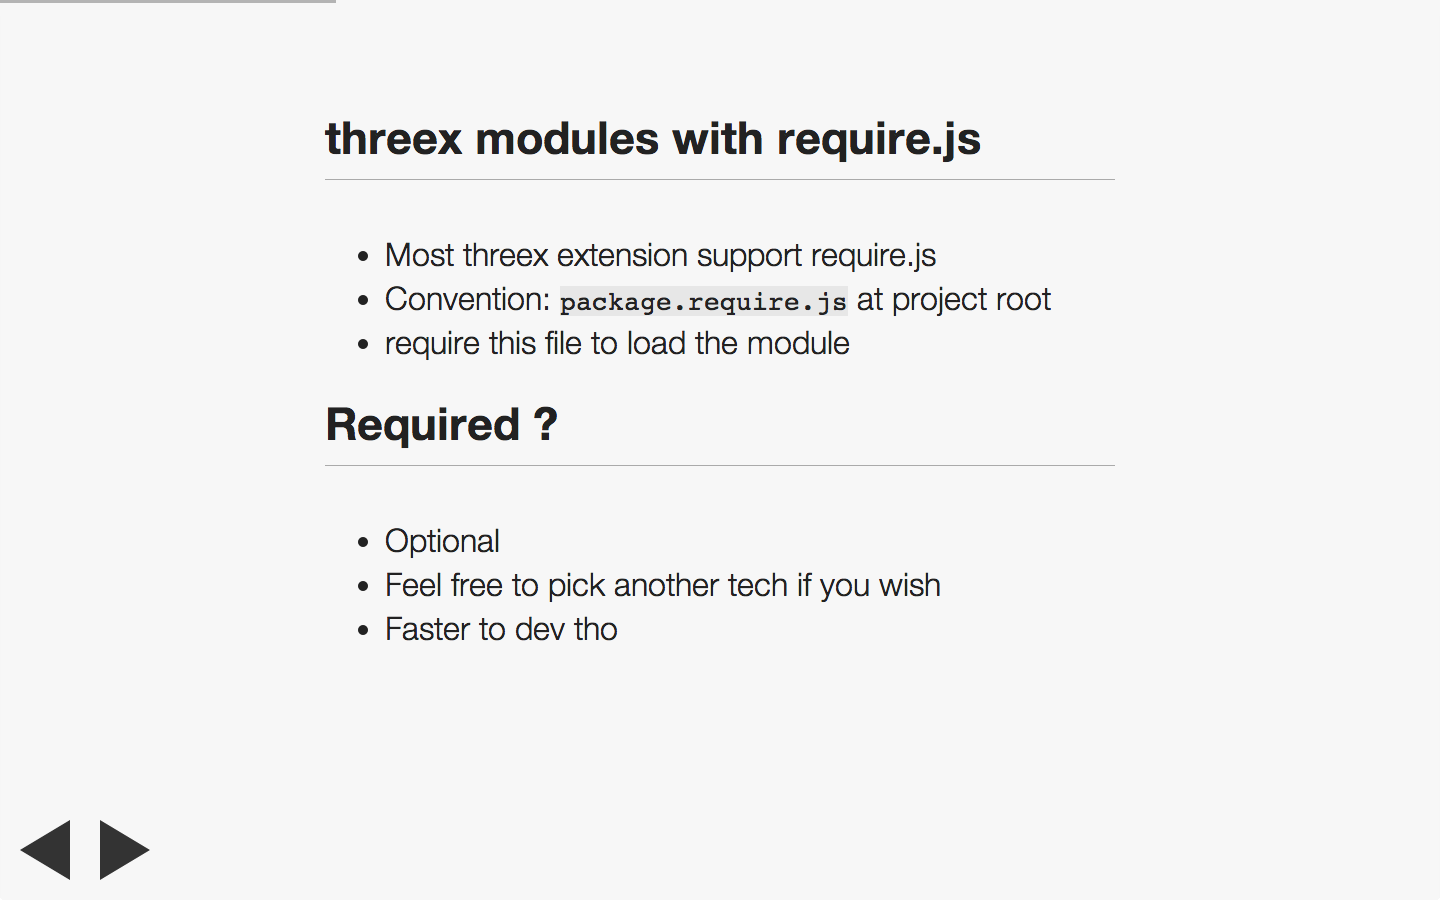 threex modules with require.js
Most threex extension support require.js
Convention: package.require.js at project root
require this file to load the module
Required ?
Optional
Feel free to pick another tech if you wish
Faster to dev tho